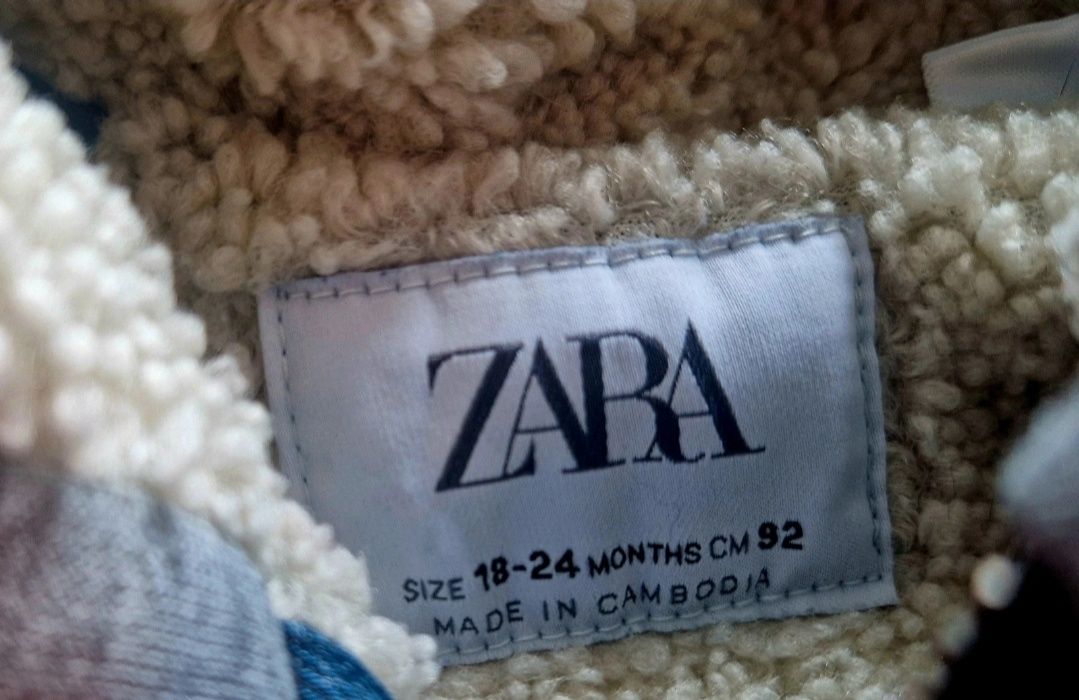 ZARA
SIZE 18-24 MONTHS CM 92
MADE IN CAMBODIA